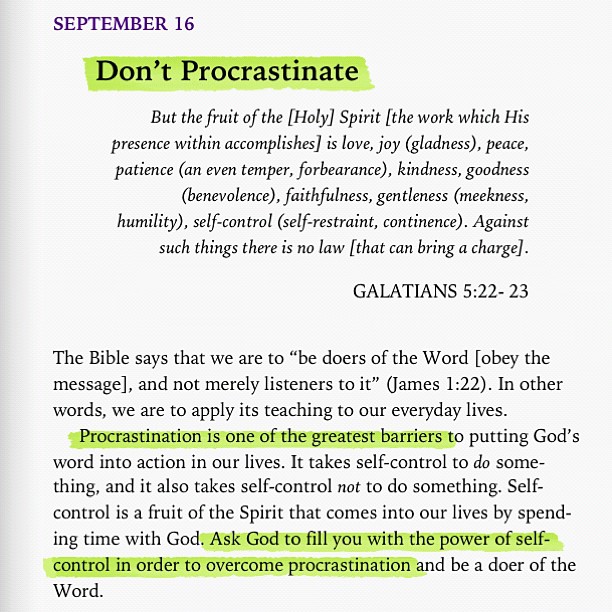 SEPTEMBER 16
Don't Procrastinate
But the fruit of the [Holy] Spirit [the work which His
presence within accomplishes] is love, joy (gladness), peace,
patience (an even temper, forbearance), kindness, goodness
(benevolence), faithfulness, gentleness (meekness,
humility), self-control (self-restraint, continence). Against
such things there is no law [that can bring a charge].
GALATIANS 5:22- 23
The Bible says that we are to “be doers of the Word [obey the
message], and not merely listeners to it” (James 1:22). In other
words, we are to apply its teaching to our everyday lives.
Procrastination is one of the greatest barriers to putting God’s
word into action in our lives. It takes self-control to do some-
thing, and it also takes self-control not to do something. Self-
control is a fruit of the Spirit that comes into our lives by spend-
ing time with God. Ask God to fill you with the power of self-
control in order to overcome procrastination and be a doer of the
Word.